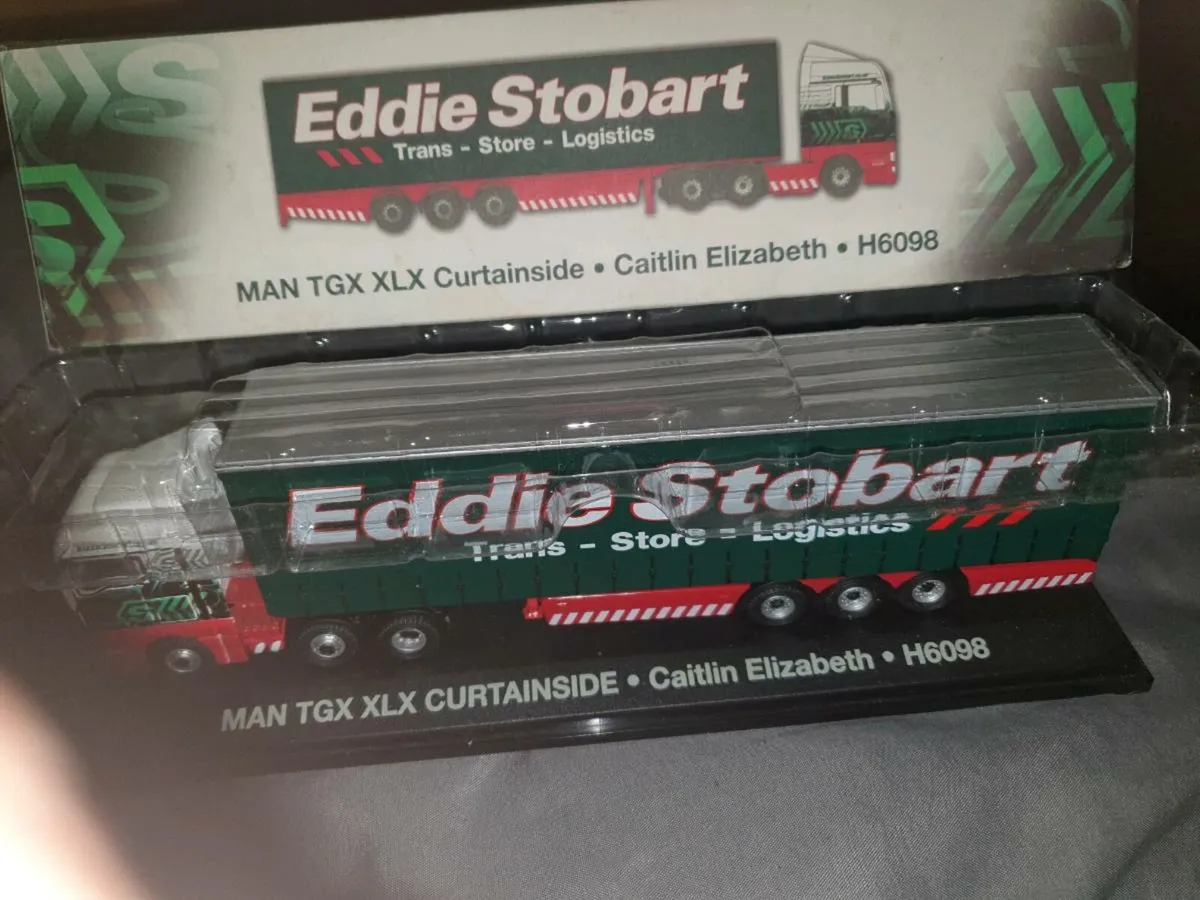 Eddie Stobart
Trans - Store - Logistics
MAN TGX XLX Curtainside • Caitlin Elizabeth • H6098
Eddie Stobart
Trans - Store - Logistics
MAN TGX XLX CURTAINSIDE • Caitlin Elizabeth • H6098